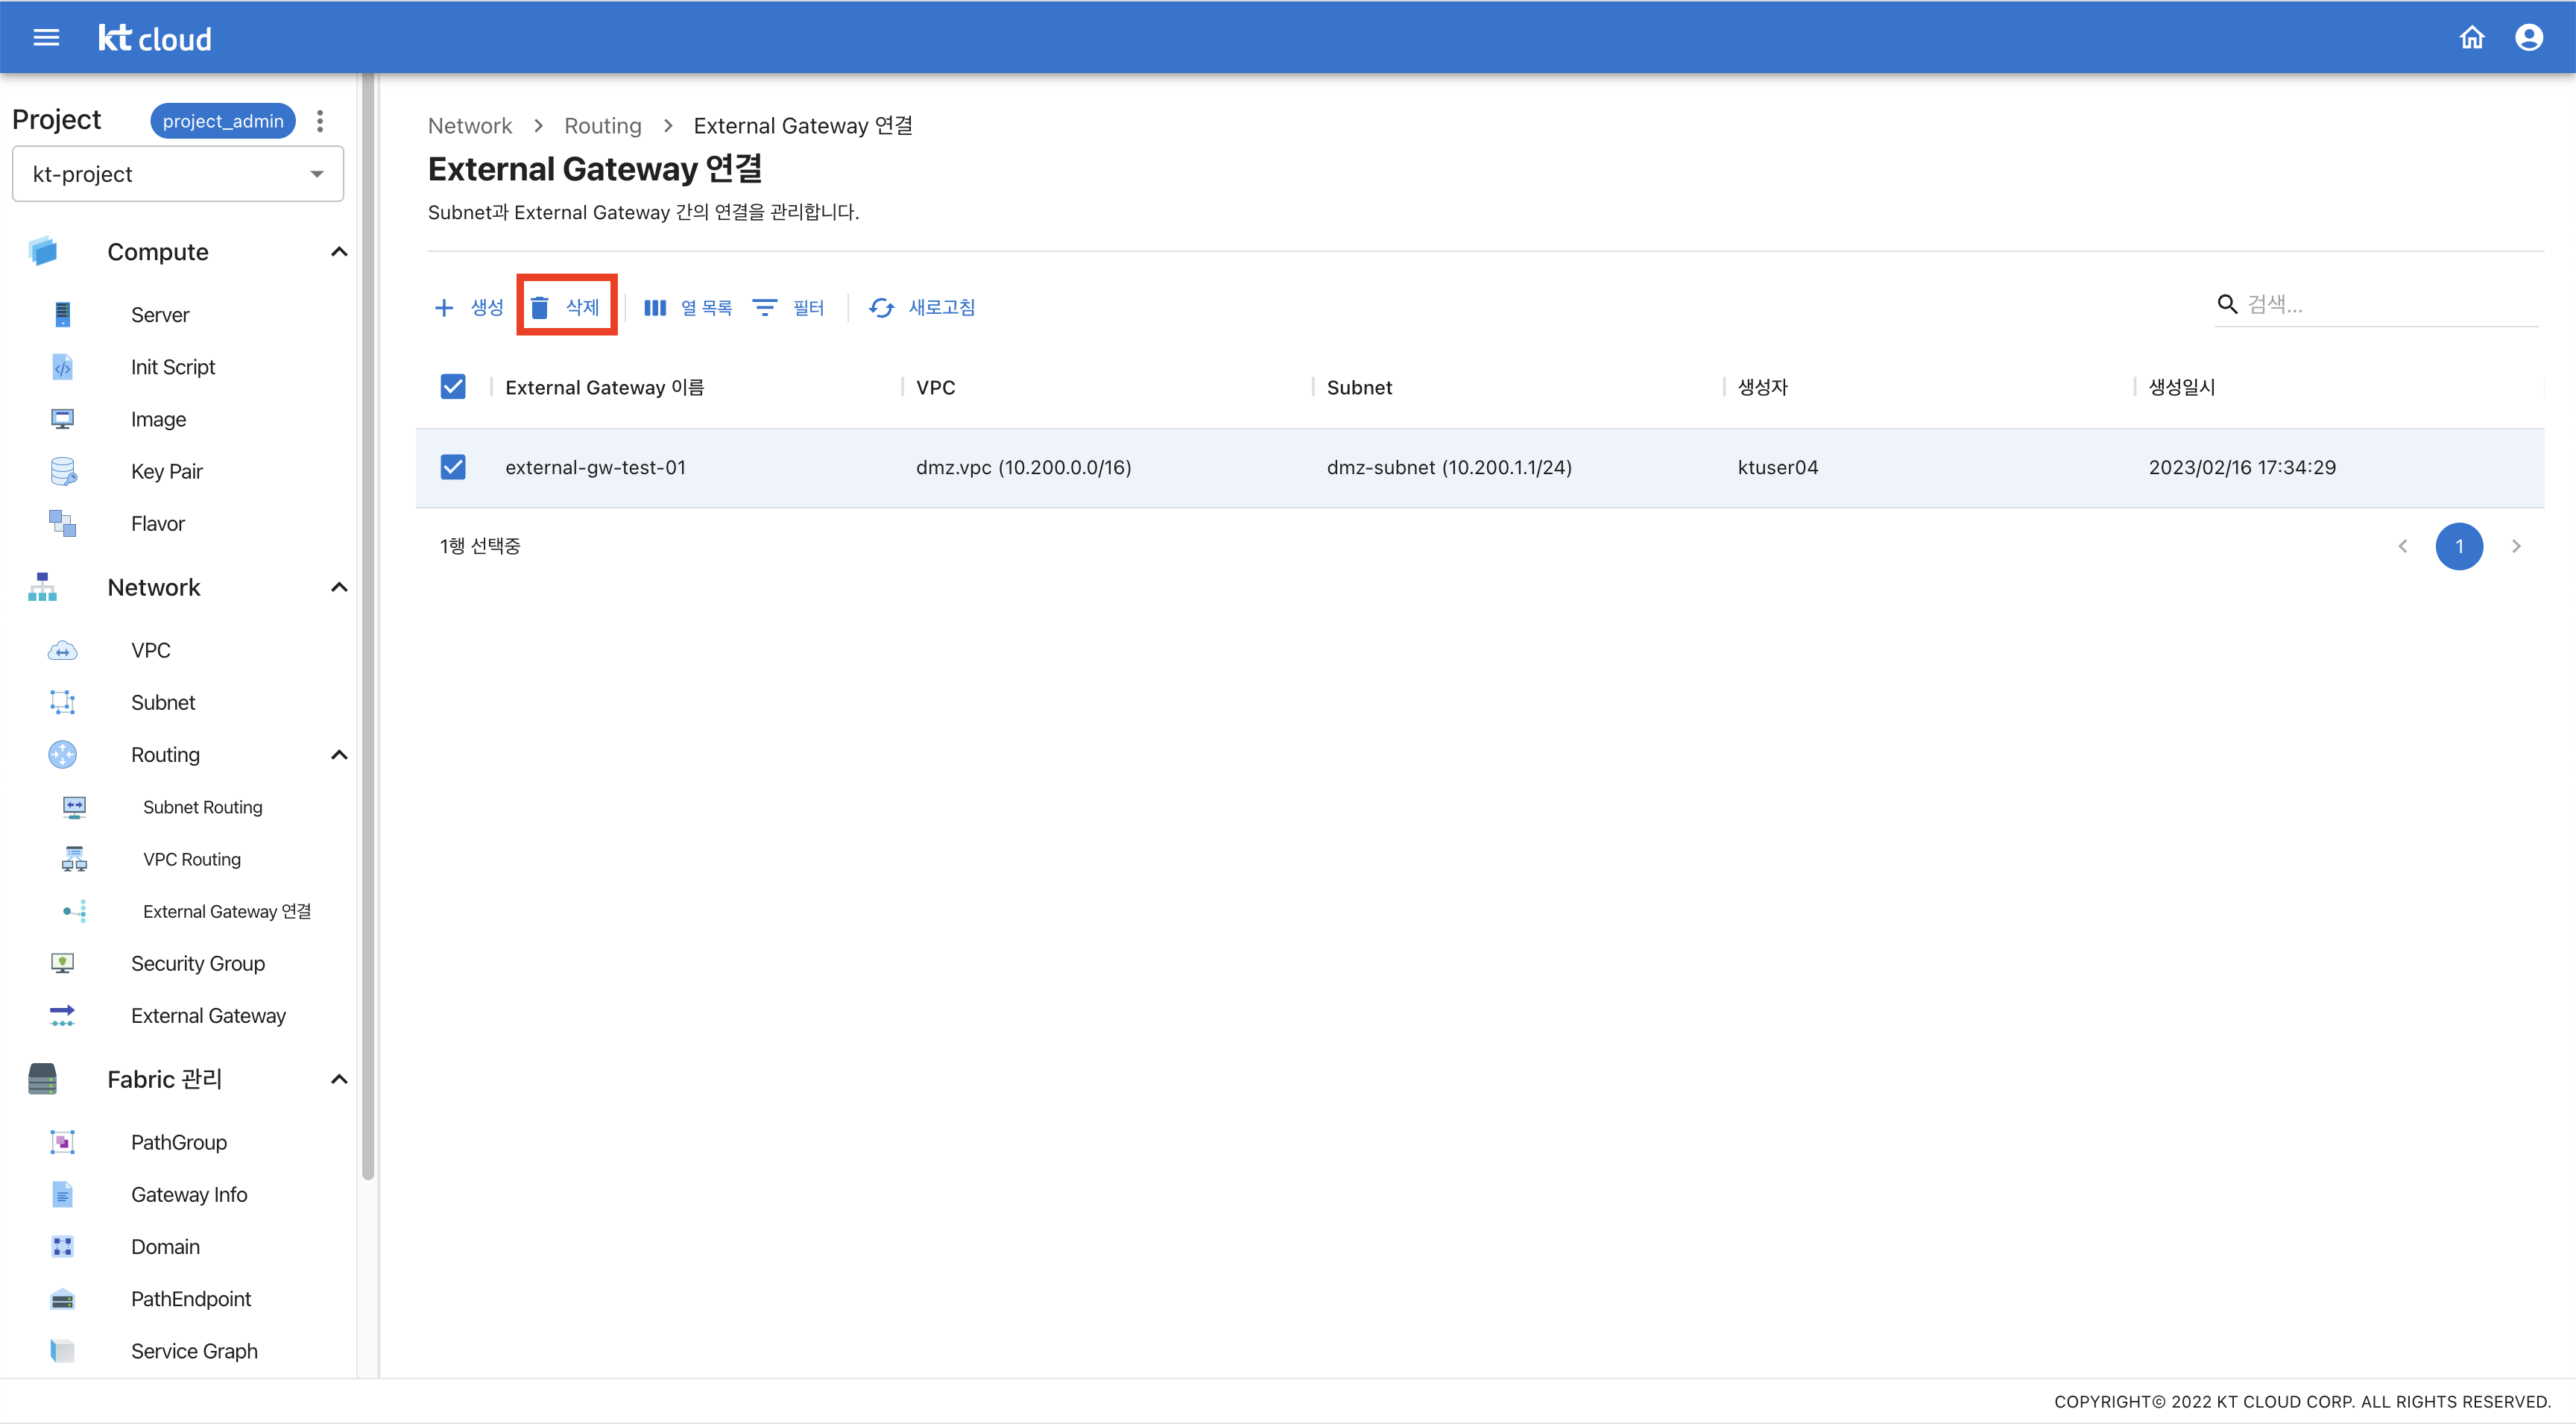 kt cloud
Project
project_admin
kt-project
Compute
Server
Init Script
Image
Key Pair
Flavor
Network
VPC
Subnet
Routing
Subnet Routing
VPC Routing
External Gateway 연결
Security Group
External Gateway
Fabric 관리
PathGroup
Gateway Info
Domain
PathEndpoint
Service Graph
Network > Routing > External Gateway 연결
External Gateway 연결
Subnet과 External Gateway 간의 연결을 관리합니다.
생성 삭제 열 목록 필터 새로고침 검색...
External Gateway 이름 VPC Subnet 생성자 생성일시
external-gw-test-01 dmz.vpc (10.200.0.0/16) dmz-subnet (10.200.1.1/24) ktuser04 2023/02/16 17:34:29
1행 선택중 1
COPYRIGHT© 2022 KT CLOUD CORP. ALL RIGHTS RESERVED.